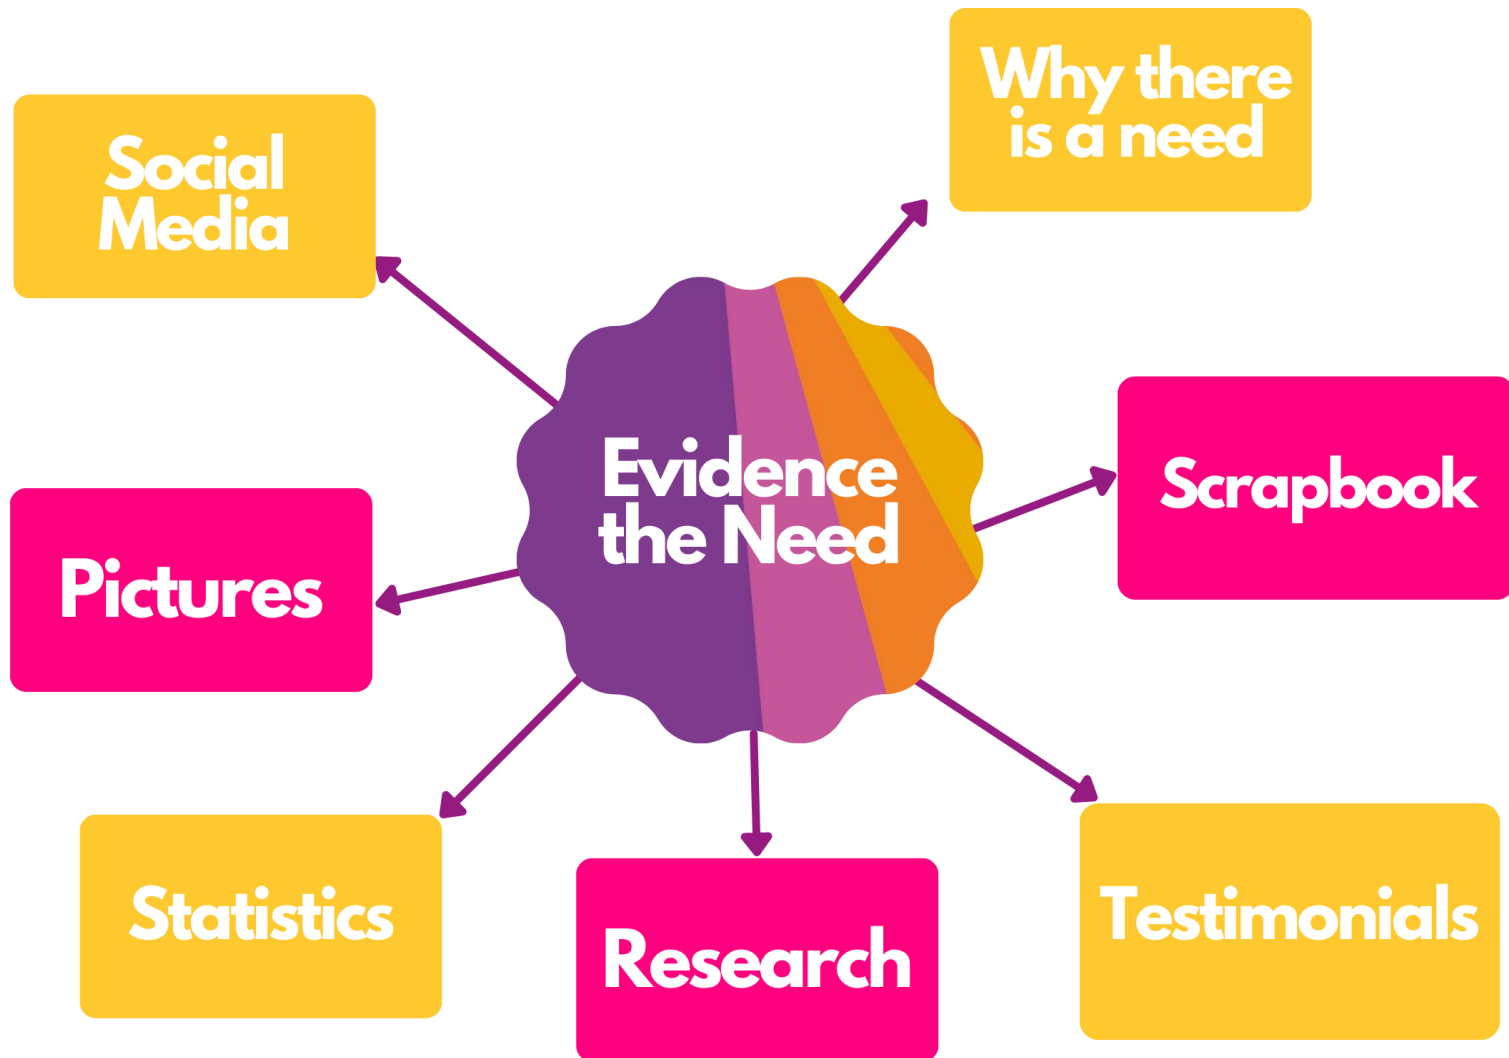 Why there
is a need
Social
Media
Evidence
the Need
Scrapbook
Pictures
Statistics
Testimonials
Research